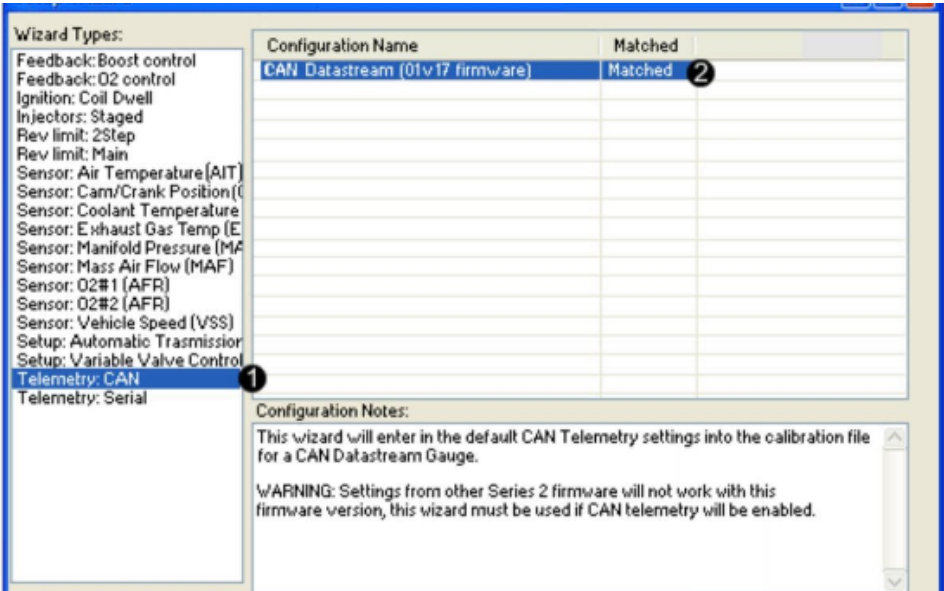 Wizard Types:
Feedback: Boost control
Feedback: O2 control
Ignition: Coil Dwell
Injectors: Staged
Rev limit: 2Step
Rev limit: Main
Sensor: Air Temperature (AIT)
Sensor: Cam/Crank Position (
Sensor: Coolant Temperature
Sensor: Exhaust Gas Temp (E
Sensor: Manifold Pressure (MA
Sensor: Mass Air Flow (MAF)
Sensor: O2#1 (AFR)
Sensor: O2#2 (AFR)
Sensor: Vehicle Speed (VSS)
Setup: Automatic Trasmission
Setup: Variable Valve Control
Telemetry: CAN 1
Telemetry: Serial
Configuration Name Matched
CAN Datastream (01v17 firmware) Matched 2
Configuration Notes:
This wizard will enter in the default CAN Telemetry settings into the calibration file
for a CAN Datastream Gauge.
WARNING: Settings from other Series 2 firmware will not work with this
firmware version, this wizard must be used if CAN telemetry will be enabled.